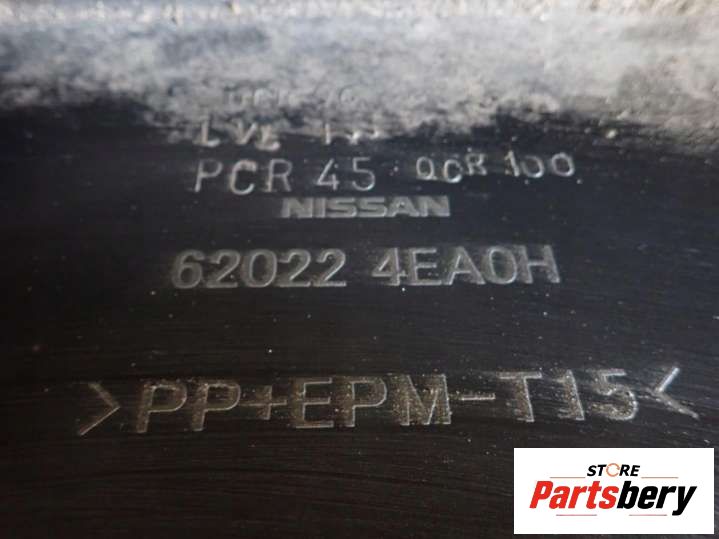 PCR 45 QCR 100
NISSAN
62022 4EA0H
>PP+EPM-T15<
STORE
Partsbery